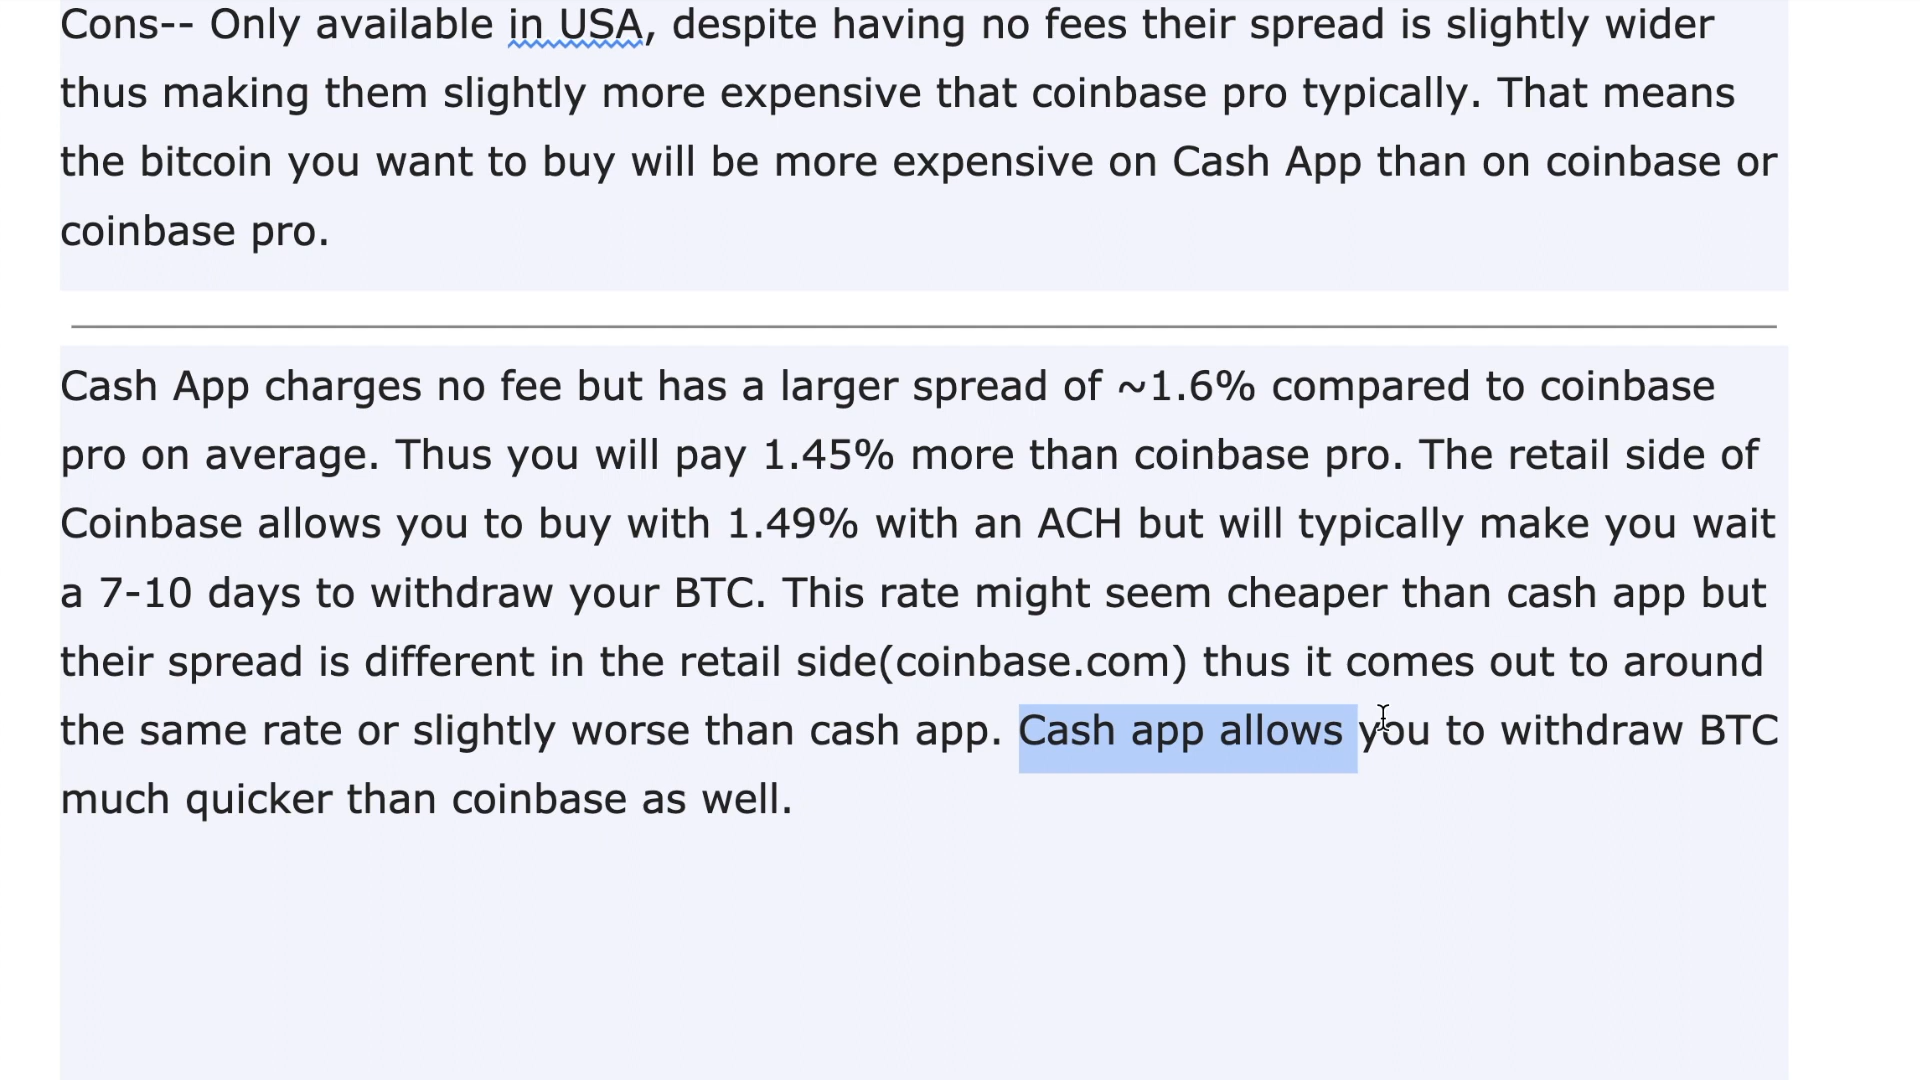 Cons-- Only available in USA, despite having no fees their spread is slightly wider
thus making them slightly more expensive that coinbase pro typically. That means
the bitcoin you want to buy will be more expensive on Cash App than on coinbase or
coinbase pro.
Cash App charges no fee but has a larger spread of ~1.6% compared to coinbase
pro on average. Thus you will pay 1.45% more than coinbase pro. The retail side of
Coinbase allows you to buy with 1.49% with an ACH but will typically make you wait
a 7-10 days to withdraw your BTC. This rate might seem cheaper than cash app but
their spread is different in the retail side(coinbase.com) thus it comes out to around
the same rate or slightly worse than cash app. Cash app allows you to withdraw BTC
much quicker than coinbase as well.